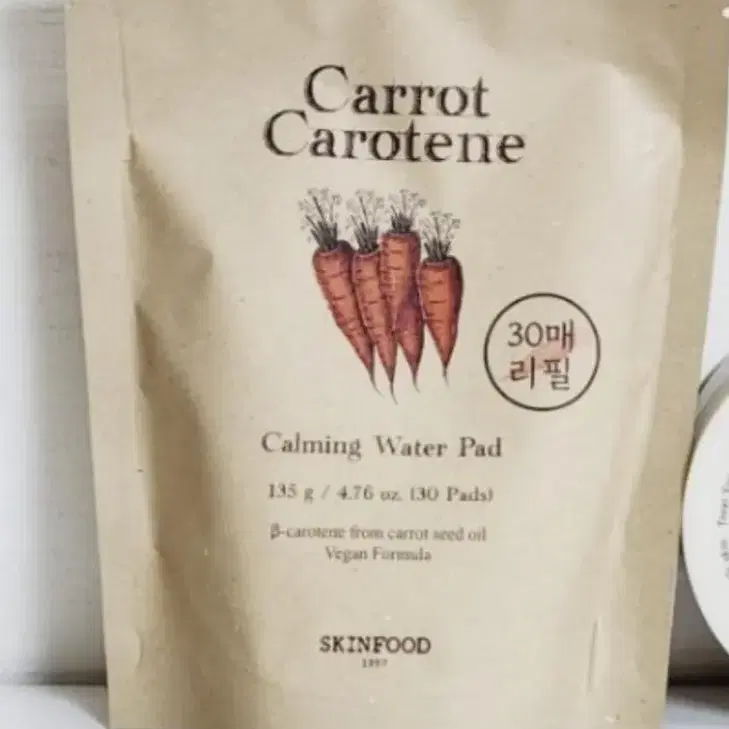 Carrot
Carotene
30매
리필
Calming Water Pad
135 g / 4.76 oz. (30 Pads)
β-carotene from carrot seed oil
Vegan Formula
SKINFOOD
1957